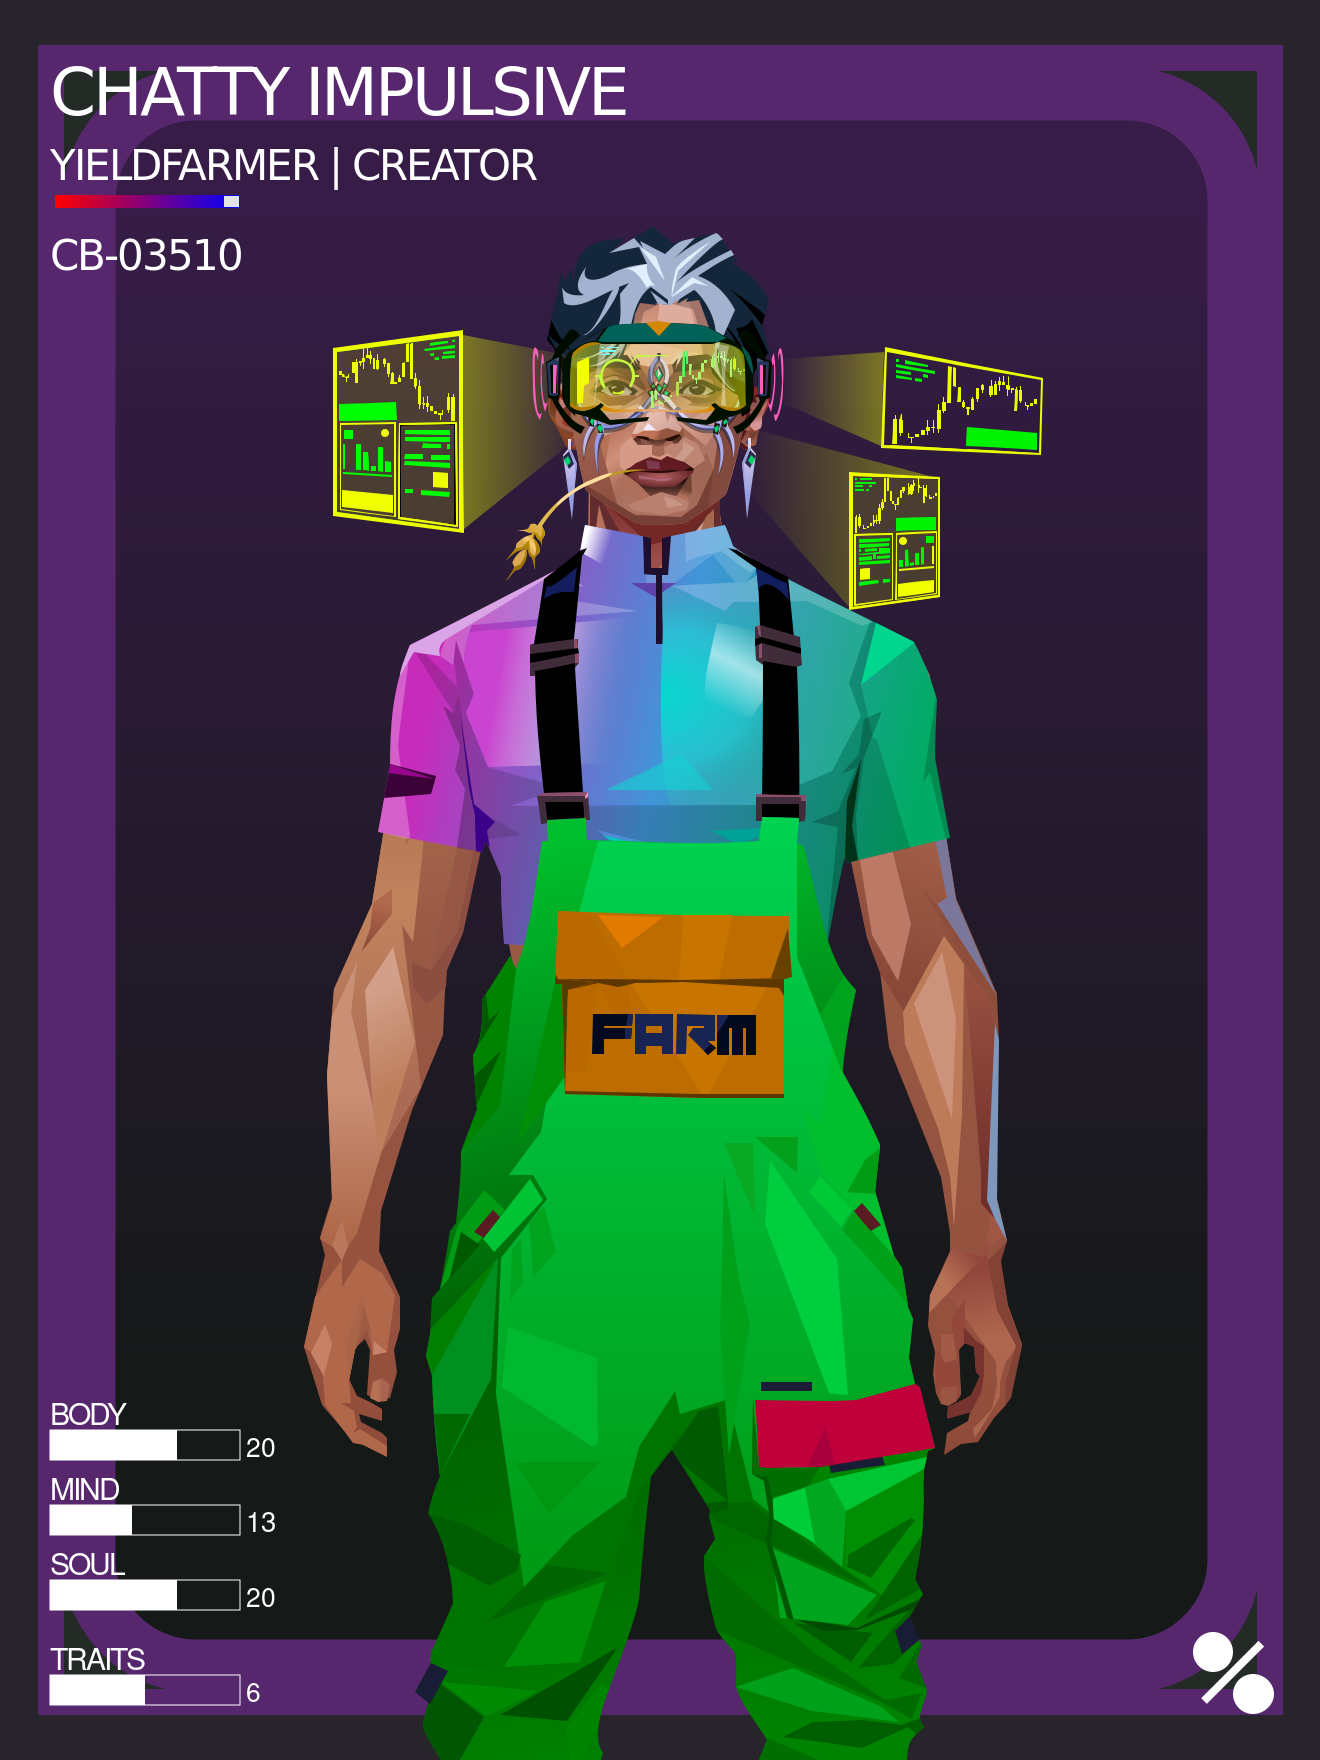 CHATTY IMPULSIVE
YIELDFARMER | CREATOR
CB-03510
FARM
BODY
20
MIND
13
SOUL
20
TRAITS
6